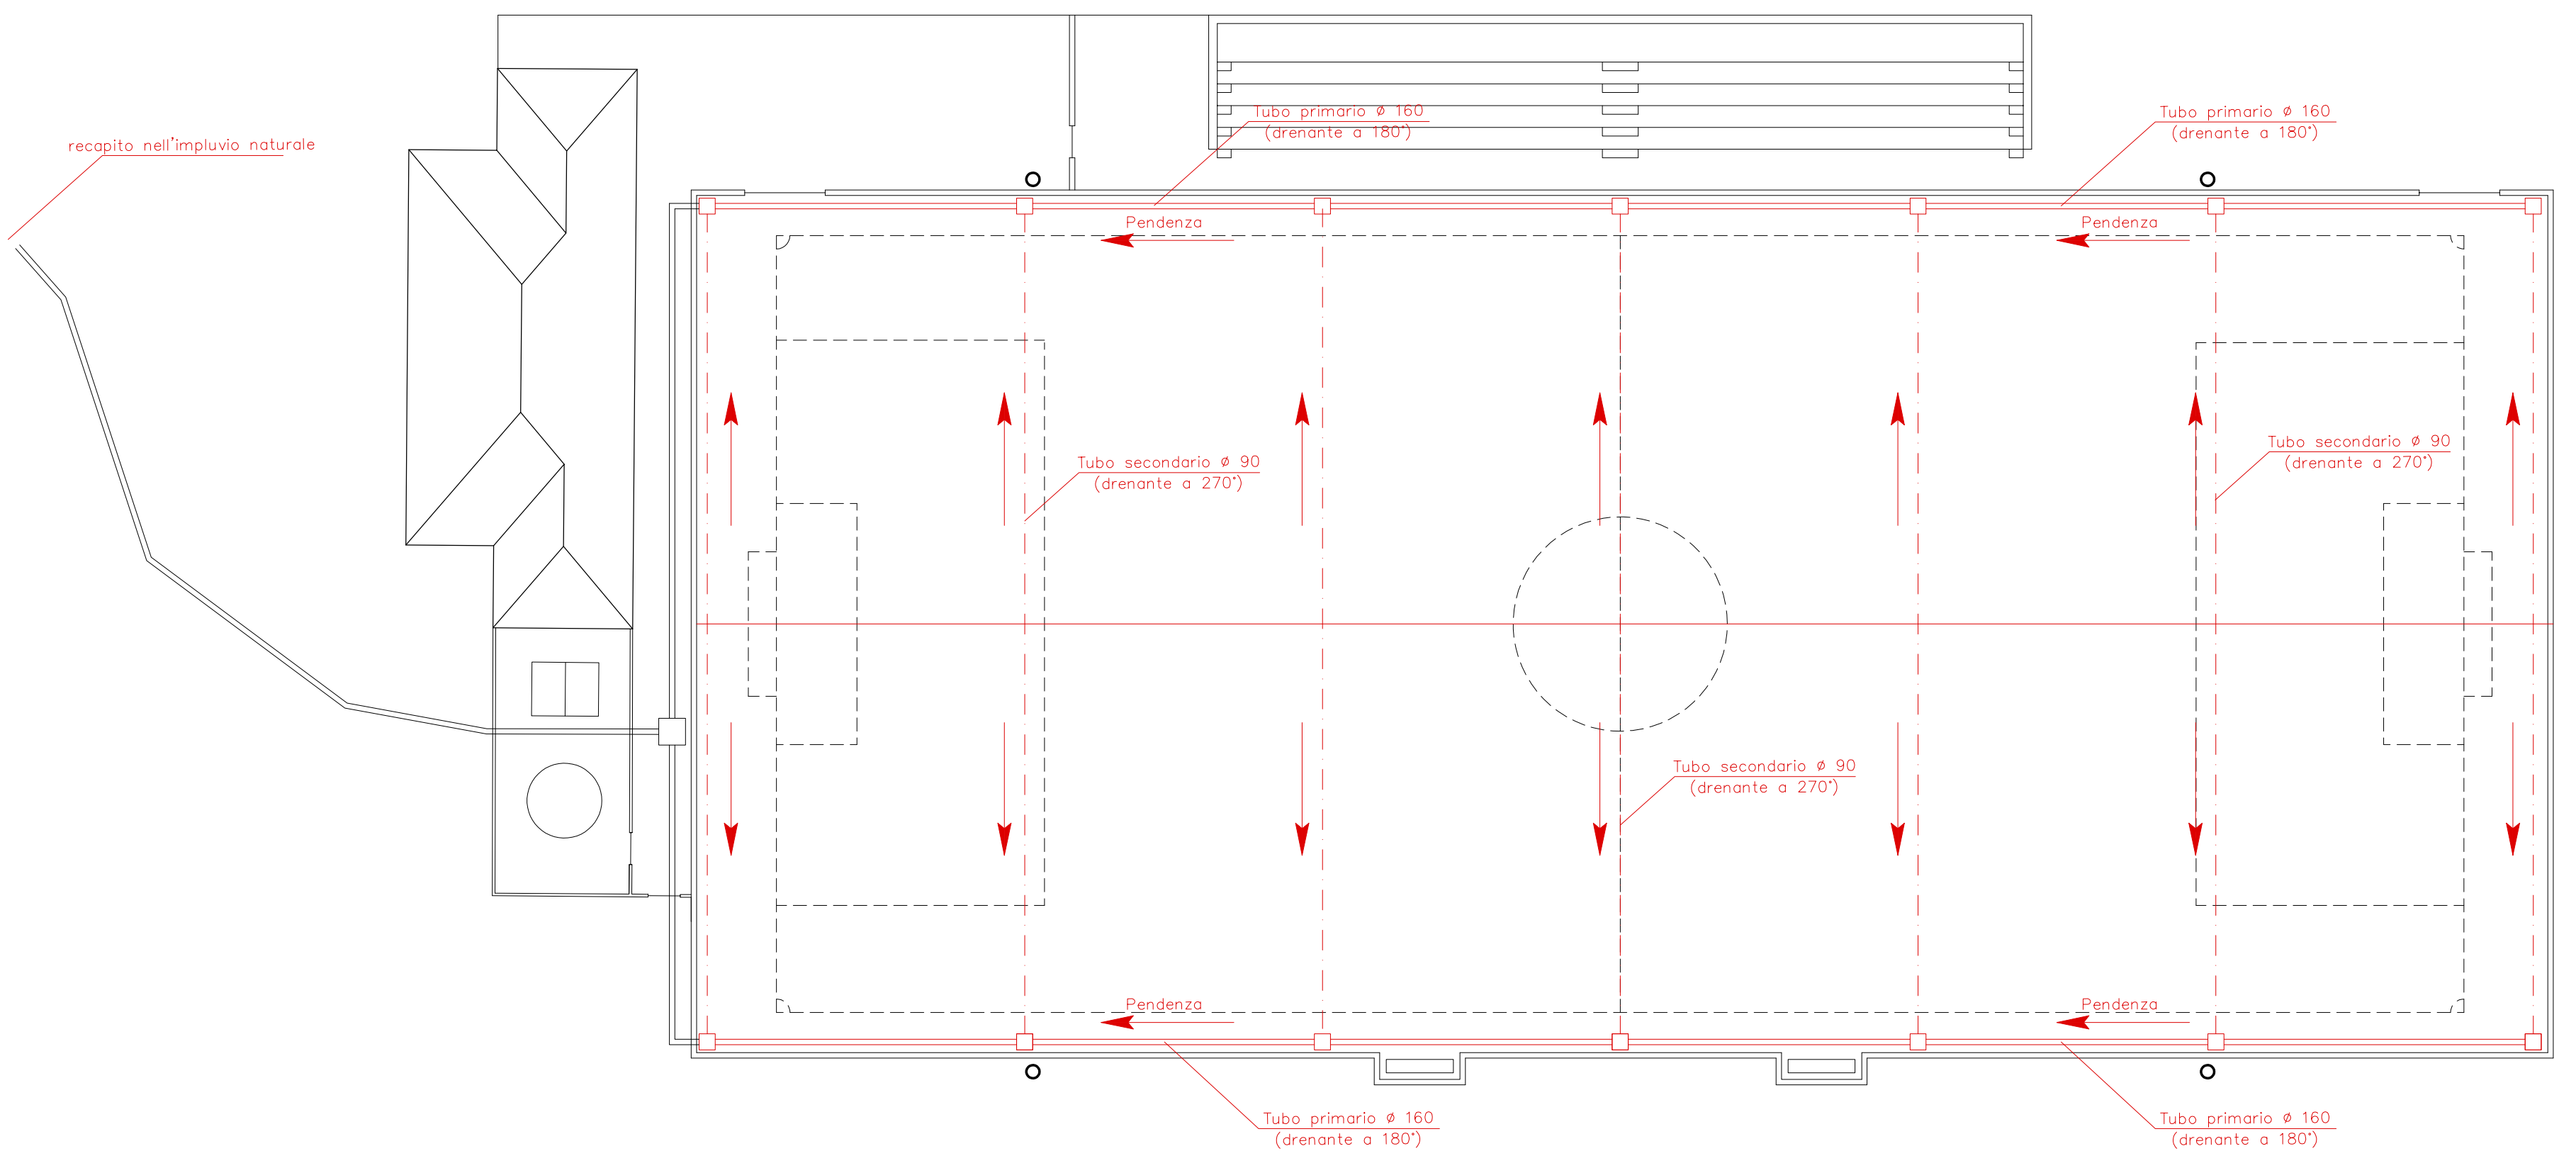 Tubo primario ø 160
(drenante a 180°)
Tubo primario ø 160
(drenante a 180°)
recapito nell'impluvio naturale
Pendenza
Pendenza
Tubo secondario ø 90
(drenante a 270°)
Tubo secondario ø 90
(drenante a 270°)
Tubo secondario ø 90
(drenante a 270°)
Pendenza
Pendenza
Tubo primario ø 160
(drenante a 180°)
Tubo primario ø 160
(drenante a 180°)